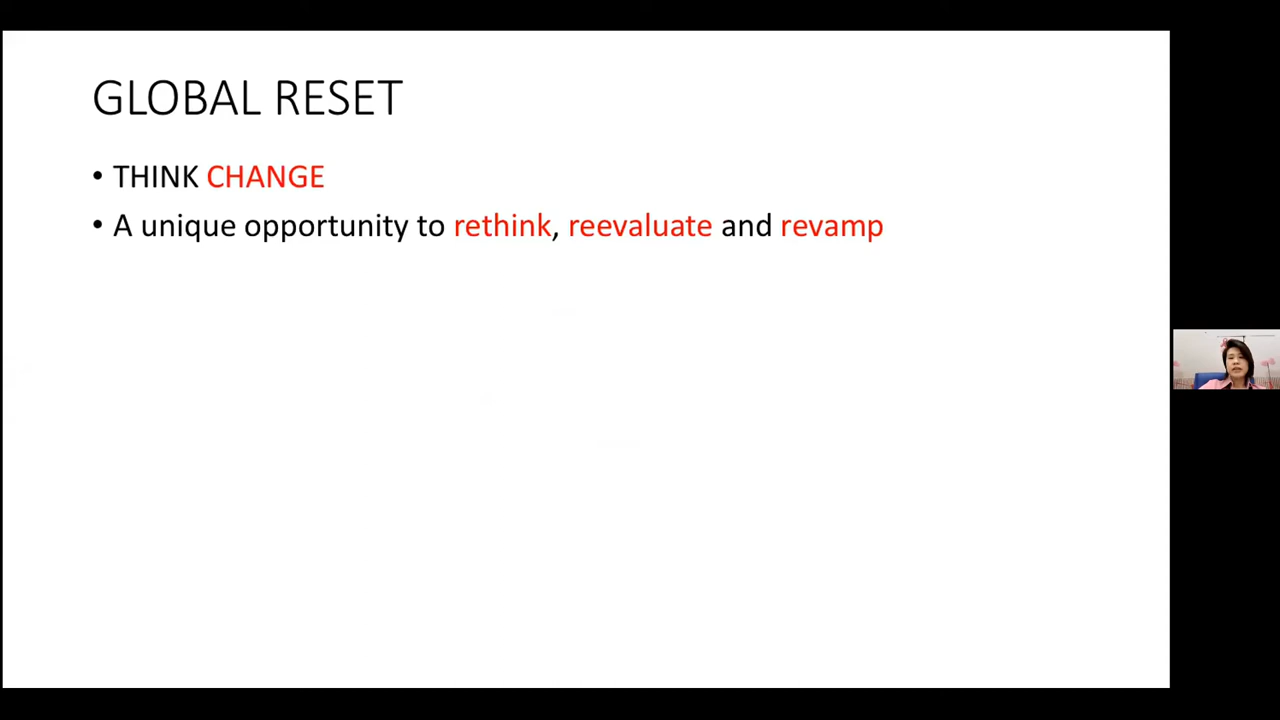 GLOBAL RESET
• THINK CHANGE
• A unique opportunity to rethink, reevaluate and revamp